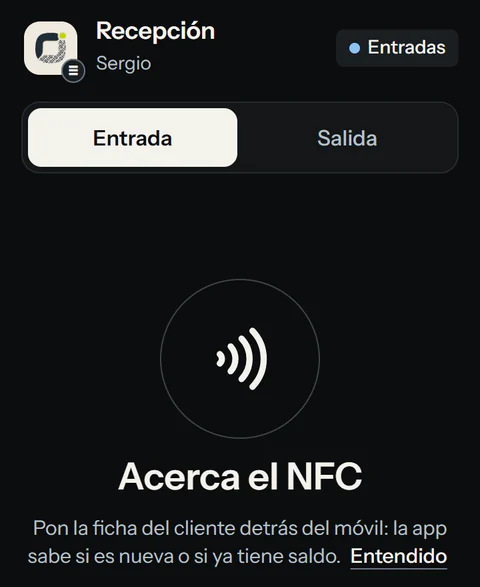 Recepción
Sergio
Entradas
Entrada
Salida
Acerca el NFC
Pon la ficha del cliente detrás del móvil: la app
sabe si es nueva o si ya tiene saldo. Entendido